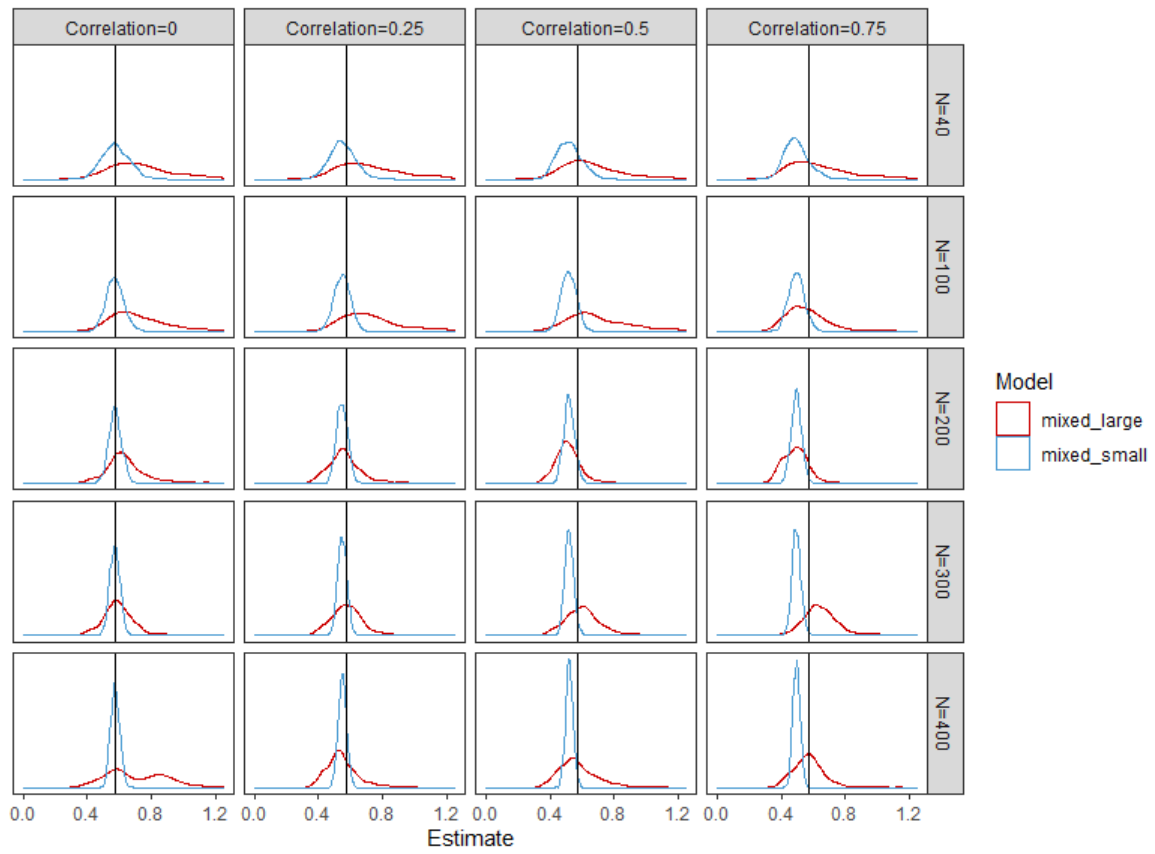 Correlation=0 Correlation=0.25 Correlation=0.5 Correlation=0.75
N=40
N=100
N=200
N=300
N=400
Model
mixed_large
mixed_small
0.0 0.4 0.8 1.2 0.0 0.4 0.8 1.2 0.0 0.4 0.8 1.2 0.0 0.4 0.8 1.2
Estimate